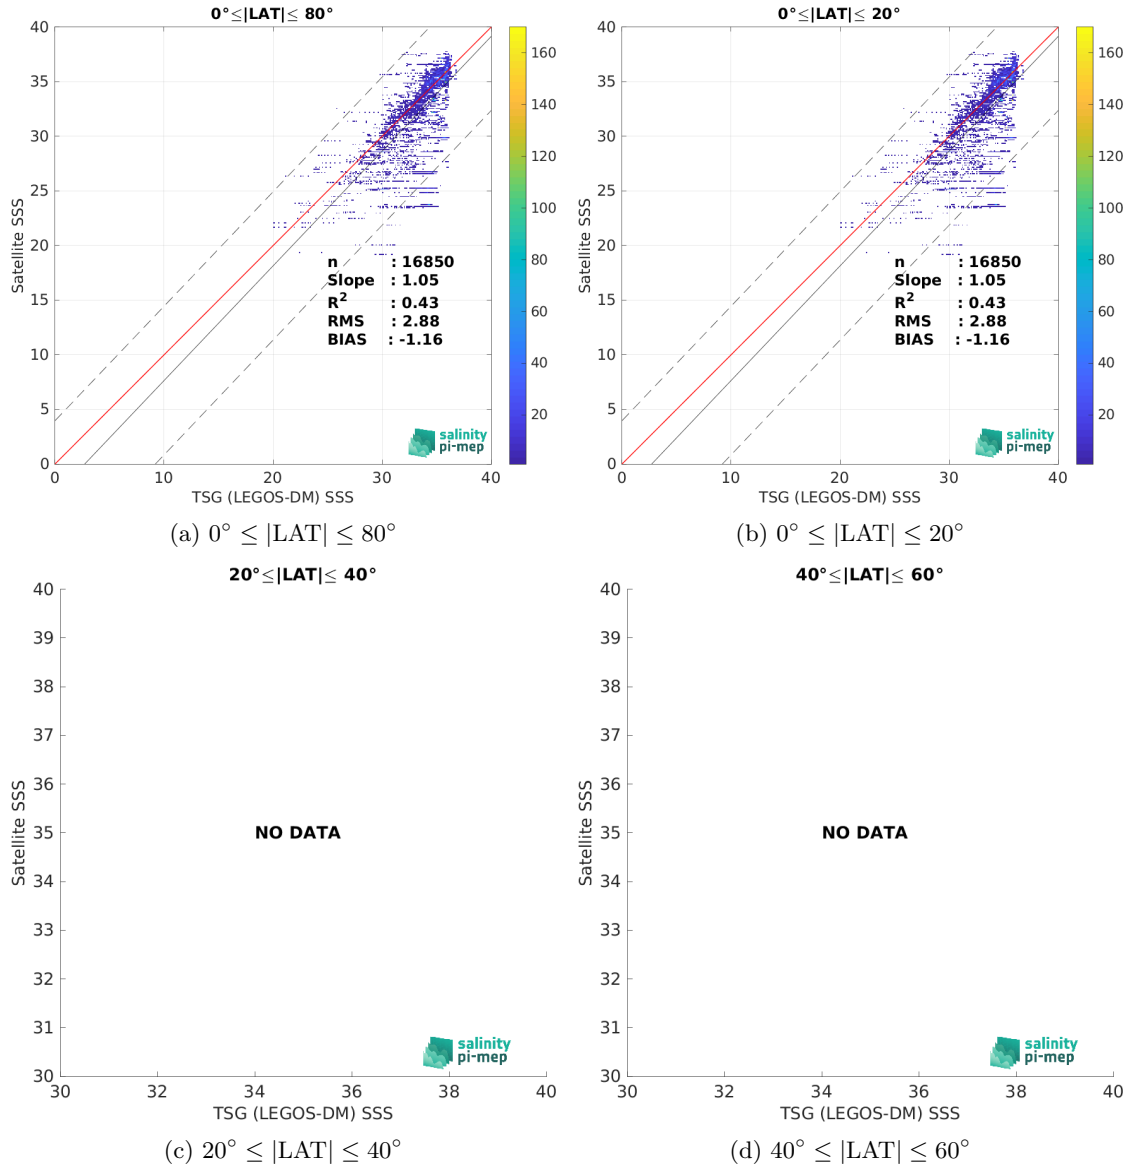 0°≤|LAT|≤ 80°
40
35
30
25
20
15
10
5
0
Satellite SSS
n : 16850
Slope : 1.05
R² : 0.43
RMS : 2.88
BIAS : -1.16
salinity
pi-mep
0 10 20 30 40
TSG (LEGOS-DM) SSS
160
140
120
100
80
60
40
20
(a) 0° ≤ |LAT| ≤ 80°
0°≤|LAT|≤ 20°
40
35
30
25
20
15
10
5
0
Satellite SSS
n : 16850
Slope : 1.05
R² : 0.43
RMS : 2.88
BIAS : -1.16
salinity
pi-mep
0 10 20 30 40
TSG (LEGOS-DM) SSS
160
140
120
100
80
60
40
20
(b) 0° ≤ |LAT| ≤ 20°
20°≤|LAT|≤ 40°
40
39
38
37
36
35
34
33
32
31
30
Satellite SSS
NO DATA
salinity
pi-mep
30 32 34 36 38 40
TSG (LEGOS-DM) SSS
(c) 20° ≤ |LAT| ≤ 40°
40°≤|LAT|≤ 60°
40
39
38
37
36
35
34
33
32
31
30
Satellite SSS
NO DATA
salinity
pi-mep
30 32 34 36 38 40
TSG (LEGOS-DM) SSS
(d) 40° ≤ |LAT| ≤ 60°